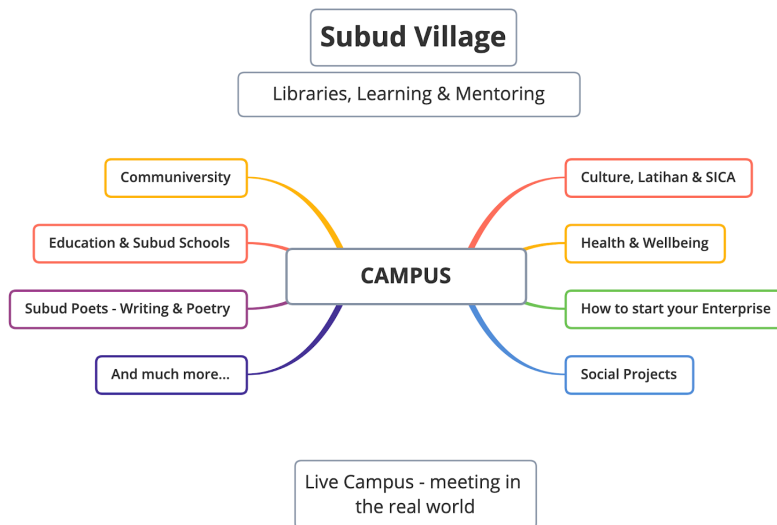 Subud Village
Libraries, Learning & Mentoring
Communiversity
Culture, Latihan & SICA
Education & Subud Schools
Health & Wellbeing
CAMPUS
Subud Poets - Writing & Poetry
How to start your Enterprise
And much more...
Social Projects
Live Campus - meeting in
the real world